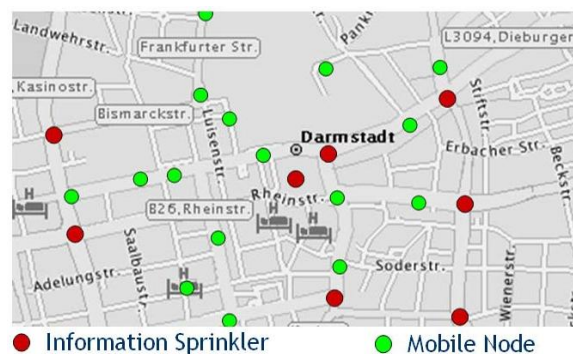 Landwehrstr.
Frankfurter Str.
Pankr
L3094,Dieburger
,Kasinostr.
Bismarckstr.
Luisenstr.
Darmstadt
Stiftstr.
Erbacher Str.
Beckstr
H
Rheinstr.
B26,Rheinstr.
H
H
Saalbaustr.
Adelungstr.
H
Soderstr.
Wienerstr.
Information Sprinkler
Mobile Node